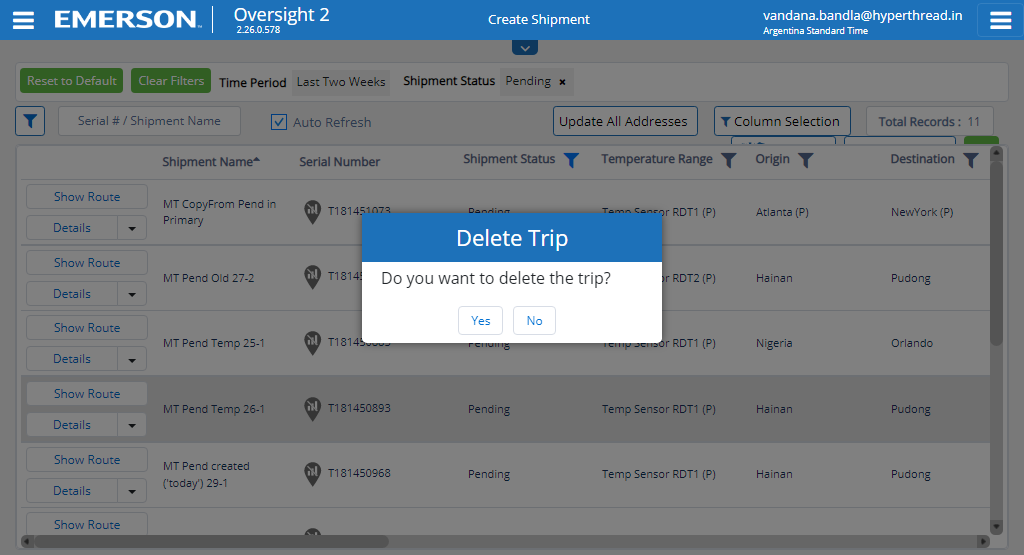 EMERSON. Oversight 2
2.26.0.578
Create Shipment
vandana.bandla@hyperthread.in
Argentina Standard Time
Reset to Default Clear Filters Time Period Last Two Weeks Shipment Status Pending ×
Serial # / Shipment Name Auto Refresh Update All Addresses Column Selection Total Records : 11
Shipment Name Serial Number Shipment Status Temperature Range Origin Destination
Show Route
Details
MT CopyFrom Pend in
Primary
T181451073 Pending Temp Sensor RDT1 (P) Atlanta (P) NewYork (P)
Show Route
Details
MT Pend Old 27-2 Hainan Pudong
Show Route
Details
MT Pend Temp 25-1 Pending Temp Sensor RDT1 (P) Nigeria Orlando
Show Route
Details
MT Pend Temp 26-1 T181450893 Pending Temp Sensor RDT1 (P) Hainan Pudong
Show Route
Details
MT Pend created
('today') 29-1
T181450968 Pending Temp Sensor RDT1 (P) Hainan Pudong
Show Route
Delete Trip
Do you want to delete the trip?
Yes No